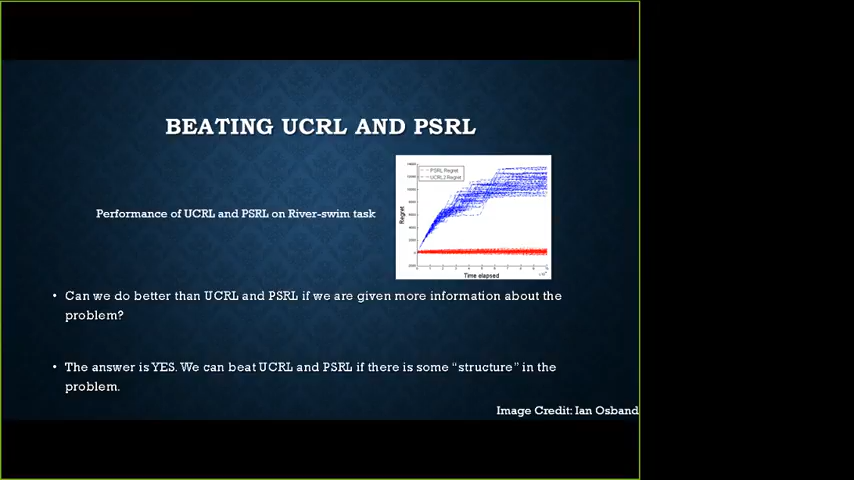 BEATING UCRL AND PSRL
PSRL Regret
UCRL2 Regret
Regret
Time elapsed
Performance of UCRL and PSRL on River-swim task
• Can we do better than UCRL and PSRL if we are given more information about the
problem?
• The answer is YES. We can beat UCRL and PSRL if there is some “structure” in the
problem.
Image Credit: Ian Osband